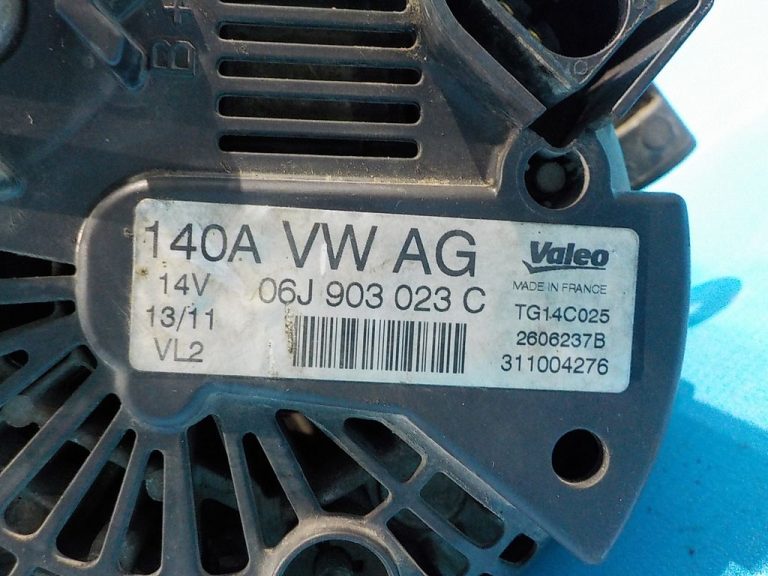 B+
140A VW AG
14V 06J 903 023 C
13/11
VL2
Valeo
MADE IN FRANCE
TG14C025
2606237B
311004276